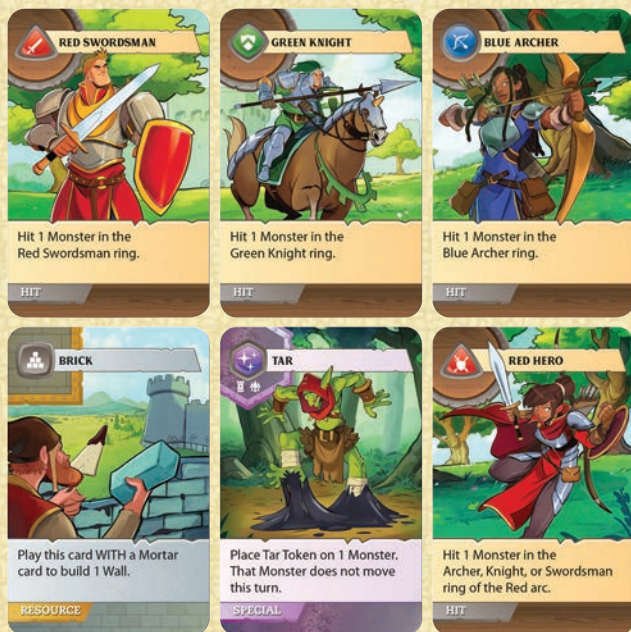 RED SWORDSMAN
Hit 1 Monster in the
Red Swordsman ring.
HIT
GREEN KNIGHT
Hit 1 Monster in the
Green Knight ring.
HIT
BLUE ARCHER
Hit 1 Monster in the
Blue Archer ring.
HIT
BRICK
Play this card WITH a Mortar
card to build 1 Wall.
RESOURCE
TAR
Place Tar Token on 1 Monster.
That Monster does not move
this turn.
SPECIAL
RED HERO
Hit 1 Monster in the
Archer, Knight, or Swordsman
ring of the Red arc.
HIT